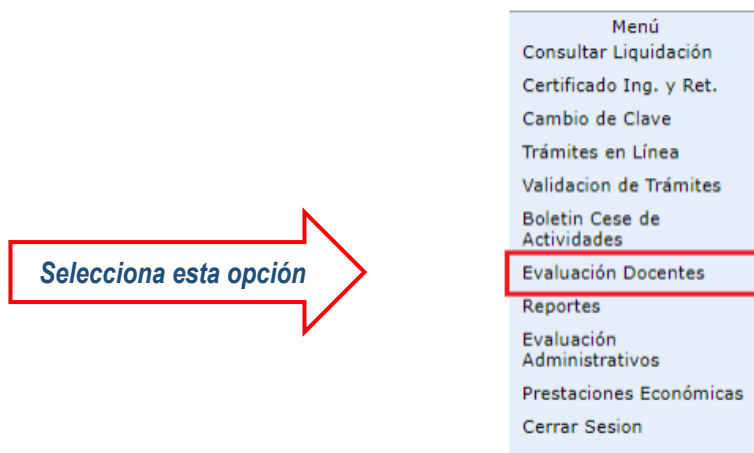 Menú
Consultar Liquidación
Certificado Ing. y Ret.
Cambio de Clave
Trámites en Línea
Validacion de Trámites
Boletin Cese de
Actividades
Selecciona esta opción
Evaluación Docentes
Reportes
Evaluación
Administrativos
Prestaciones Económicas
Cerrar Sesion